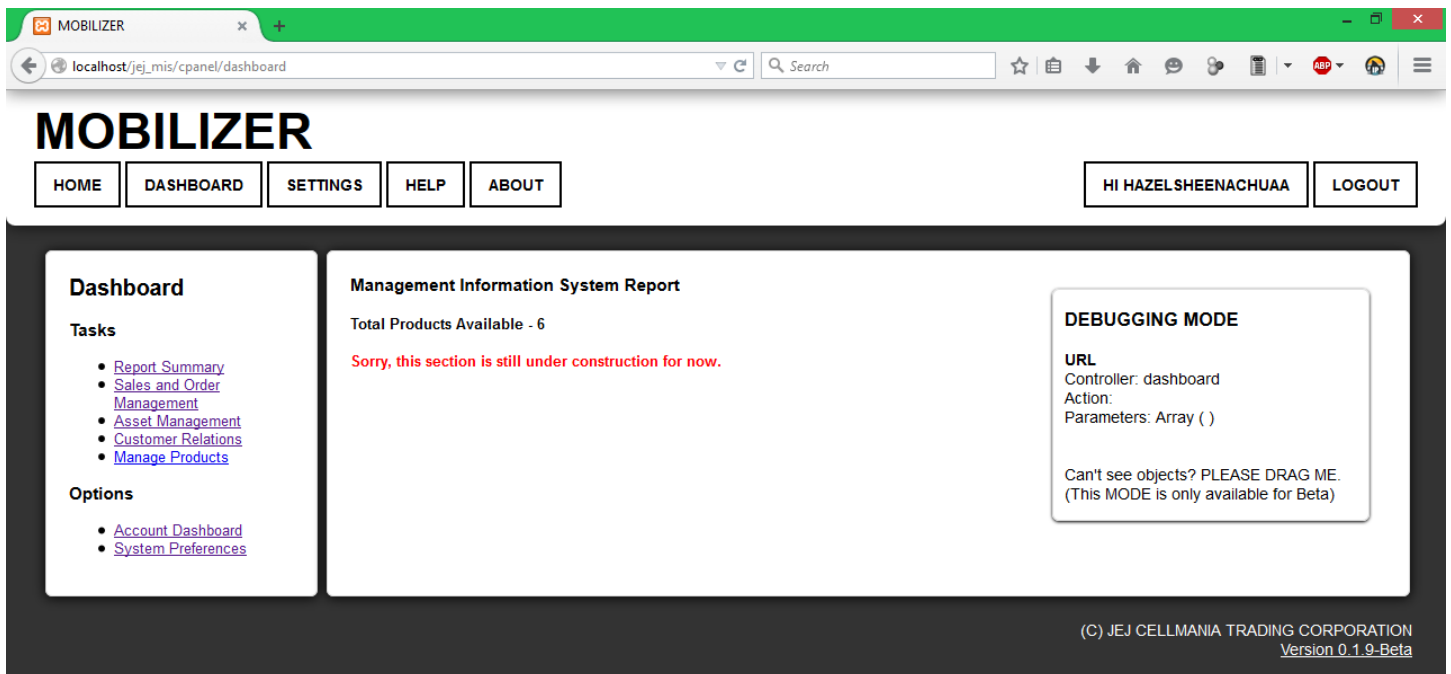 MOBILIZER
localhost/jej_mis/cpanel/dashboard
Search
ABP
MOBILIZER
HOME DASHBOARD SETTINGS HELP ABOUT HI HAZELSHEENACHUAA LOGOUT
Dashboard
Tasks
Report Summary
Sales and Order
Management
Asset Management
Customer Relations
Manage Products
Options
Account Dashboard
System Preferences
Management Information System Report
Total Products Available - 6
Sorry, this section is still under construction for now.
DEBUGGING MODE
URL
Controller: dashboard
Action:
Parameters: Array ( )
Can't see objects? PLEASE DRAG ME.
(This MODE is only available for Beta)
(C) JEJ CELLMANIA TRADING CORPORATION
Version 0.1.9-Beta